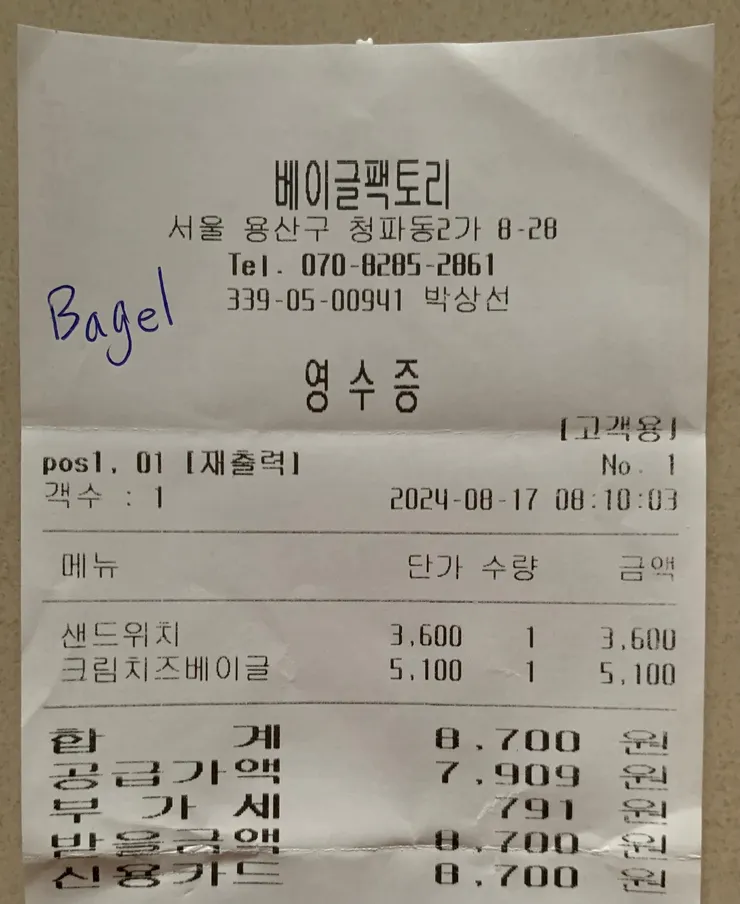 베이글팩토리
서울 용산구 청파동2가 8-28
Tel. 070-8285-2861
339-05-00941 박상선
Bagel
영수증
[고객용]
pos1, 01 [재출력] No. 1
객수 : 1 2024-08-17 08:10:03
메뉴 단가 수량 금액
샌드위치 3,600 1 3,600
크림치즈베이글 5,100 1 5,100
합 계 8,700 원
공급가액 7,909 원
부 가 세 791 원
받을금액 8,700 원
신용카드 8,700 원